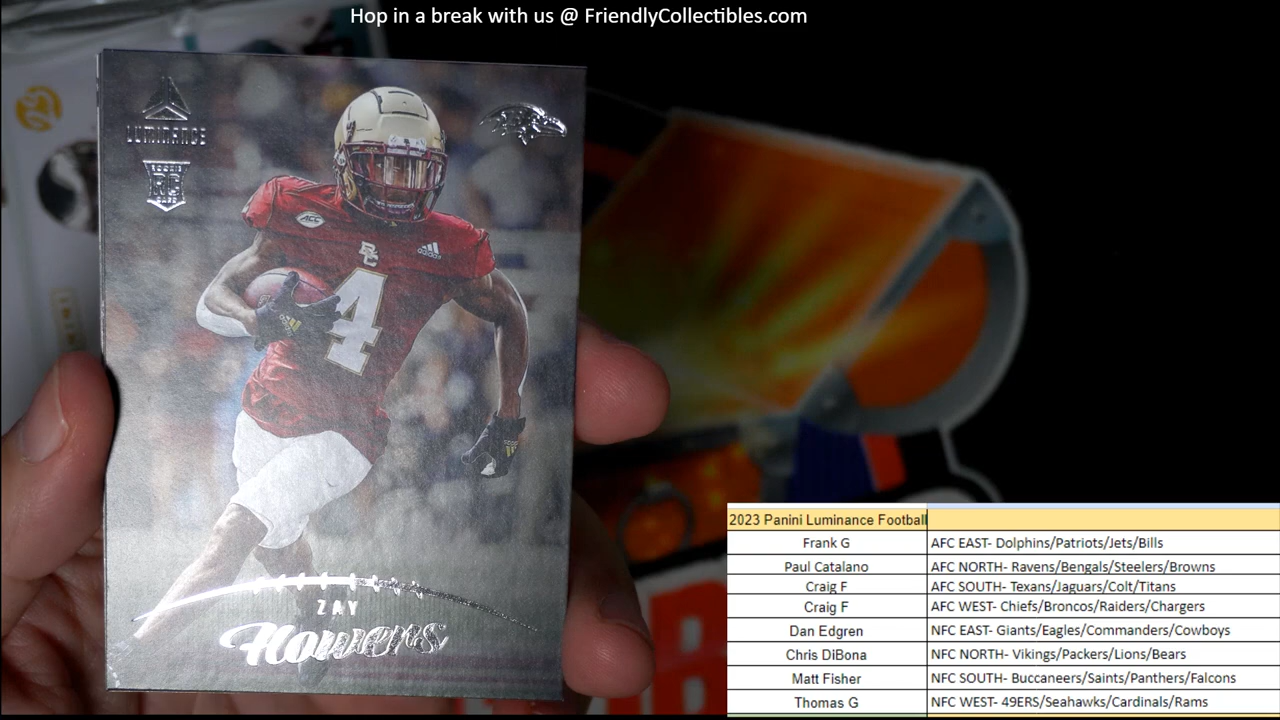 Hop in a break with us @ FriendlyCollectibles.com
LUMINANCE
ROOKIE
RC
CARD
ACC
BC
adidas
4
ZAY
Flowers
2023 Panini Luminance Football
Frank G AFC EAST- Dolphins/Patriots/Jets/Bills
Paul Catalano AFC NORTH- Ravens/Bengals/Steelers/Browns
Craig F AFC SOUTH- Texans/Jaguars/Colt/Titans
Craig F AFC WEST- Chiefs/Broncos/Raiders/Chargers
Dan Edgren NFC EAST- Giants/Eagles/Commanders/Cowboys
Chris DiBona NFC NORTH- Vikings/Packers/Lions/Bears
Matt Fisher NFC SOUTH- Buccaneers/Saints/Panthers/Falcons
Thomas G NFC WEST- 49ERS/Seahawks/Cardinals/Rams